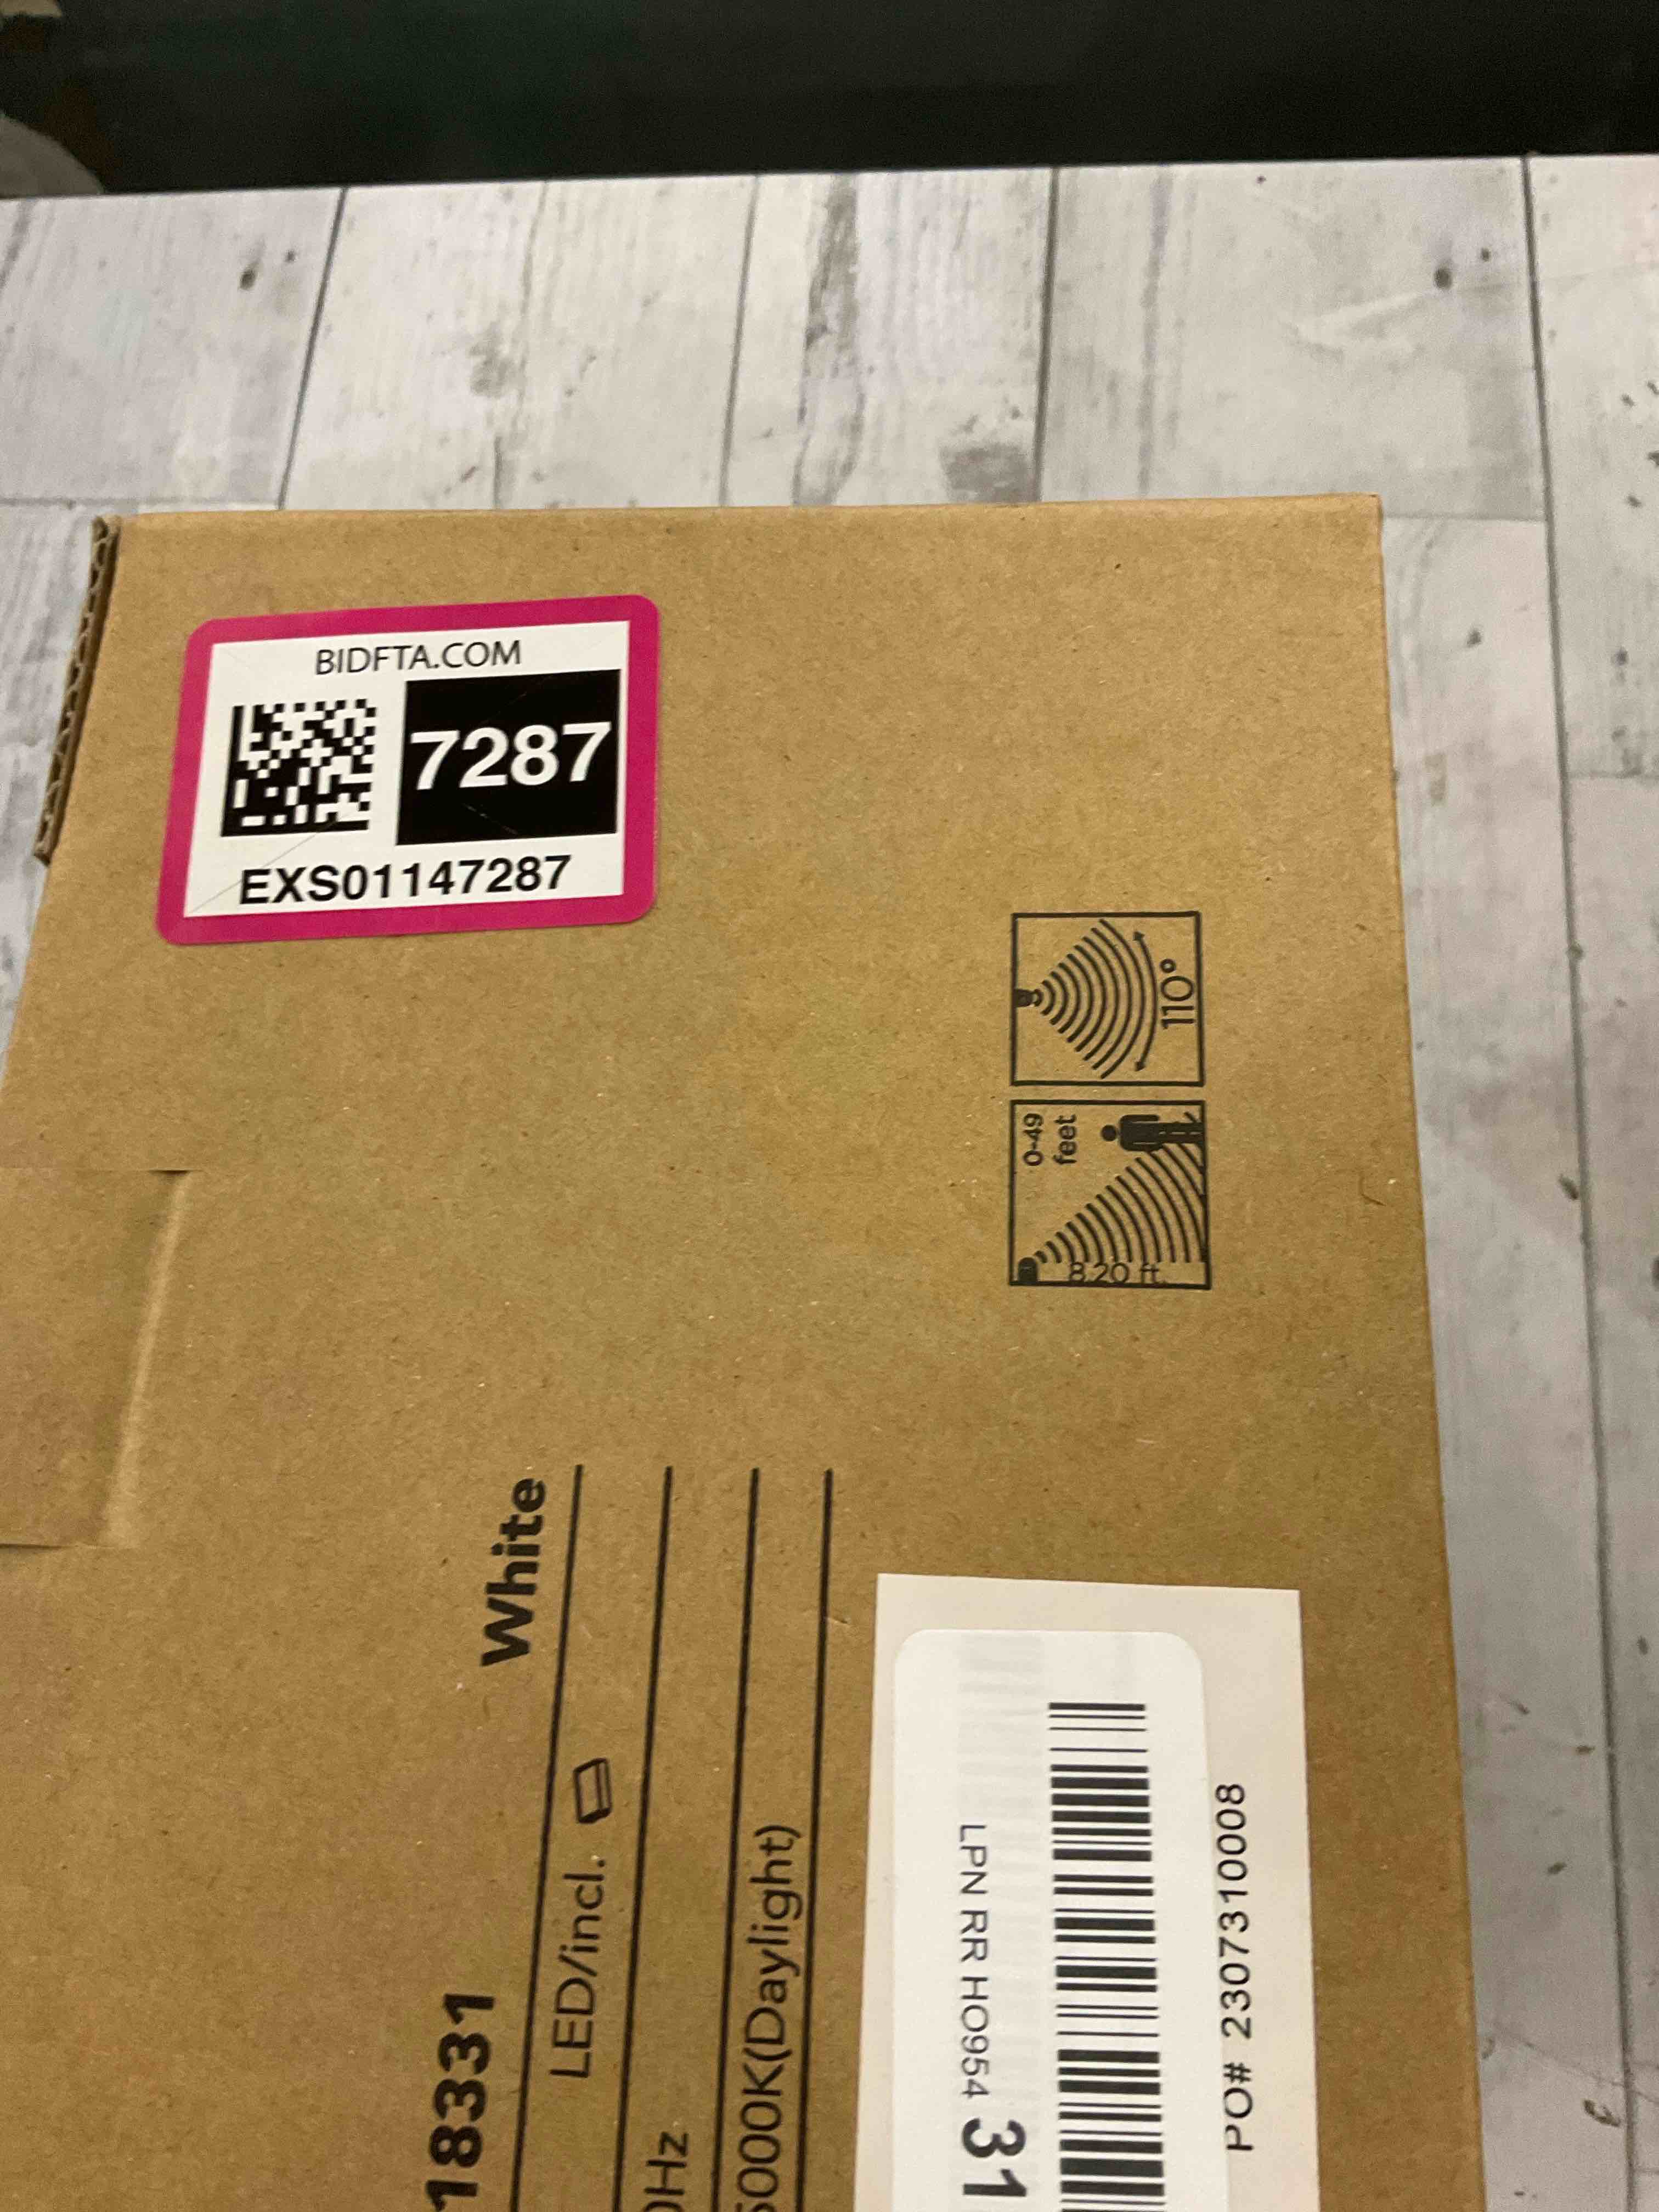 BIDFTA.COM
7287
EXS01147287
110°
0-49
feet
8.20 ft.
18331 White
LED/incl.
0Hz
5000K(Daylight)
LPN RR HO954 31
PO# 2307310008